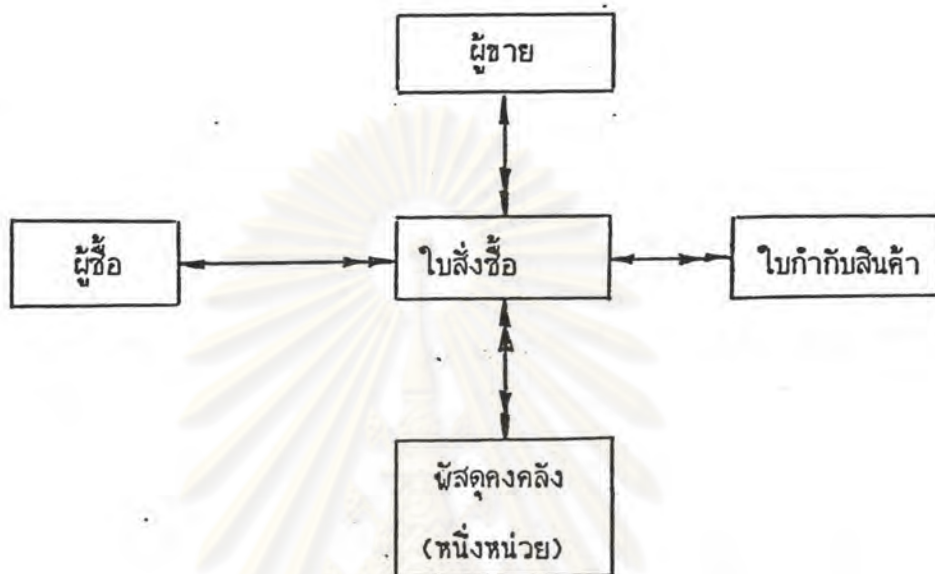 ผู้ขาย
ผู้ซื้อ
ใบสั่งซื้อ
ใบกำกับสินค้า
พัสดุคงคลัง
(หนึ่งหน่วย)